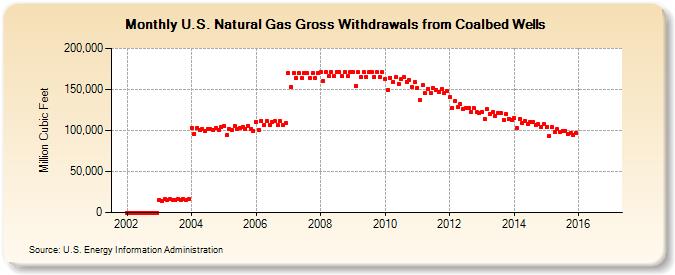 Monthly U.S. Natural Gas Gross Withdrawals from Coalbed Wells
Million Cubic Feet
200,000
150,000
100,000
50,000
0
2002 2004 2006 2008 2010 2012 2014 2016
Source: U.S. Energy Information Administration